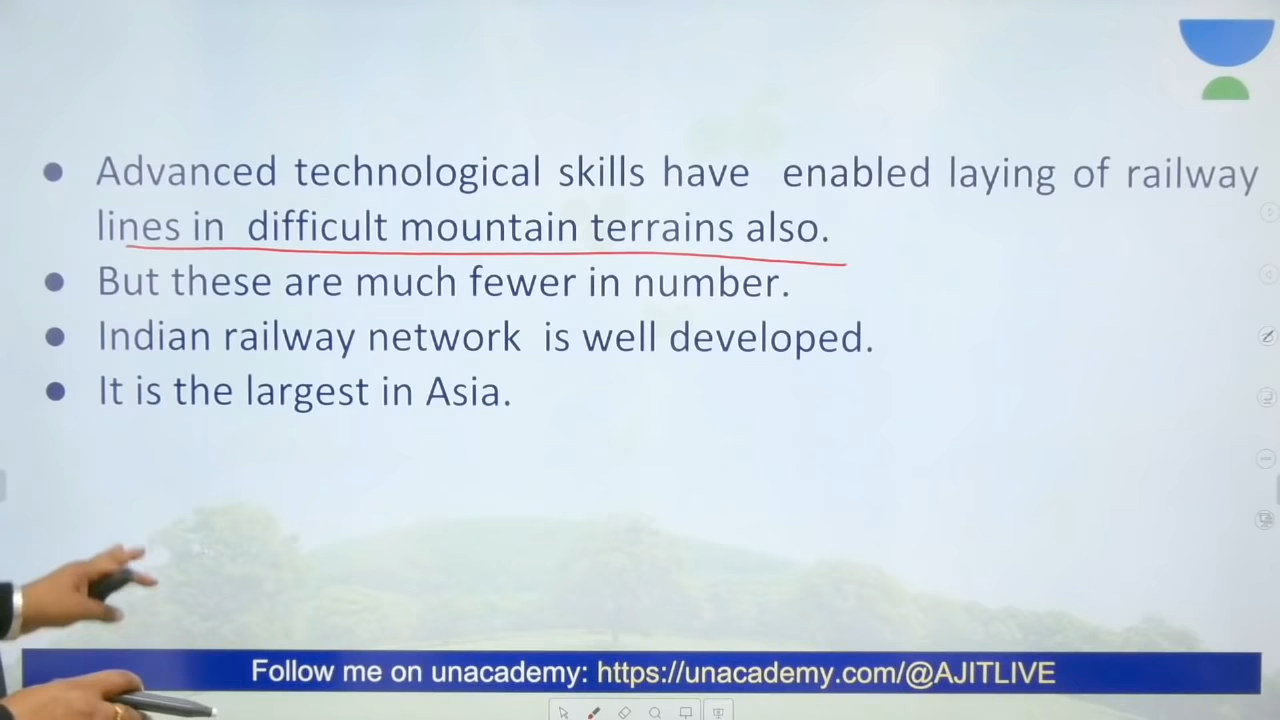 Advanced technological skills have enabled laying of railway
lines in difficult mountain terrains also.
But these are much fewer in number.
Indian railway network is well developed.
It is the largest in Asia.
Follow me on unacademy: https://unacademy.com/@AJITLIVE